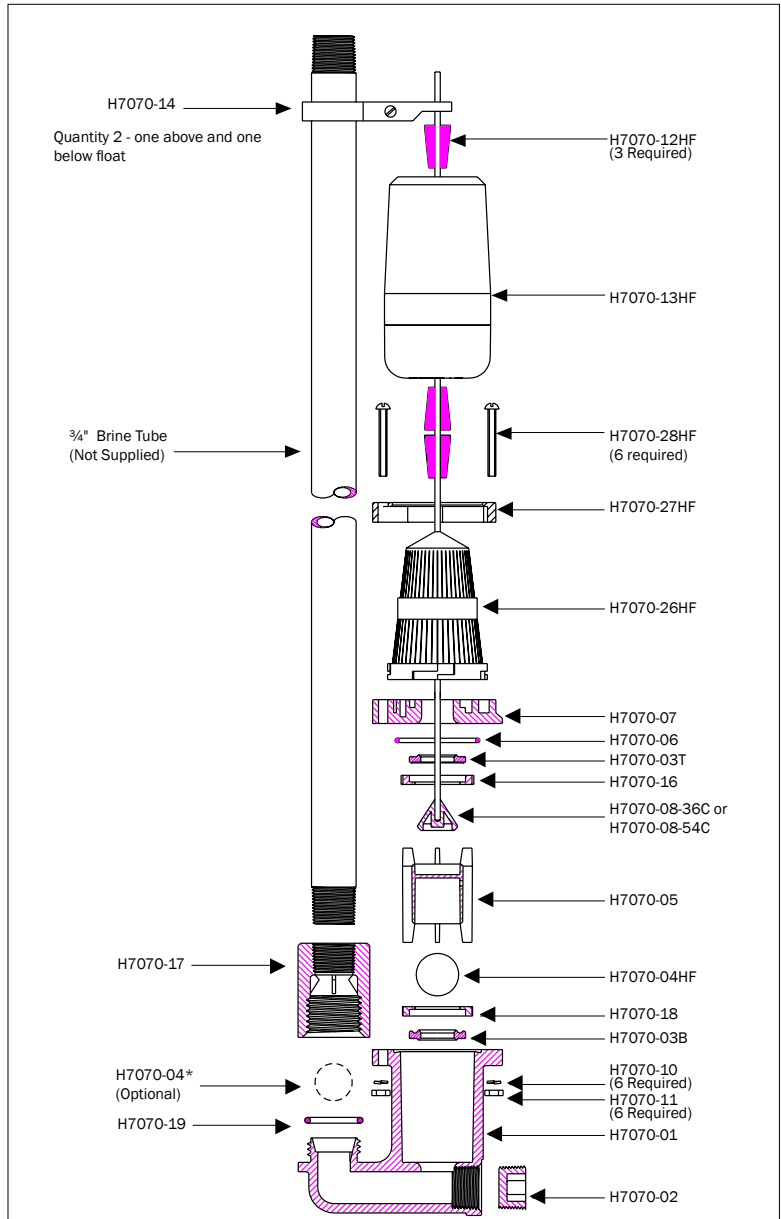 H7070-14
Quantity 2 - one above and one
below float
H7070-12HF
(3 Required)
H7070-13HF
¾" Brine Tube
(Not Supplied)
H7070-28HF
(6 required)
H7070-27HF
H7070-26HF
H7070-07
H7070-06
H7070-03T
H7070-16
H7070-08-36C or
H7070-08-54C
H7070-05
H7070-17
H7070-04HF
H7070-18
H7070-03B
H7070-04*
(Optional)
H7070-10
(6 Required)
H7070-11
(6 Required)
H7070-19
H7070-01
H7070-02